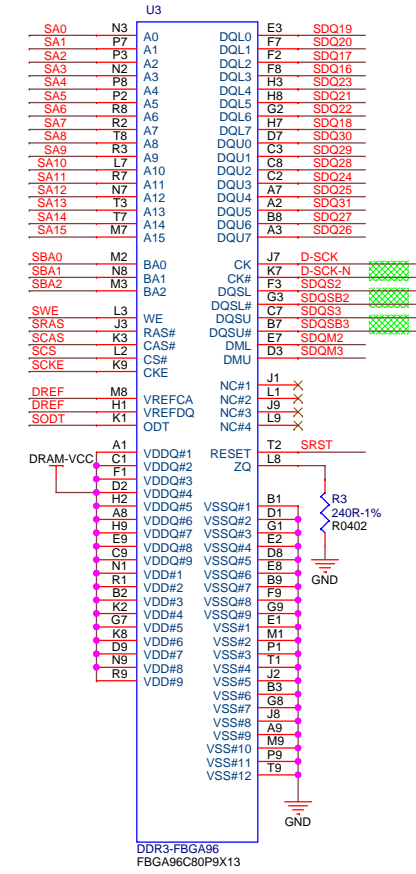 U3
SA0 N3 A0 DQL0 E3 SDQ19
SA1 P7 A1 DQL1 F7 SDQ20
SA2 P3 A2 DQL2 F2 SDQ17
SA3 N2 A3 DQL3 F8 SDQ16
SA4 P8 A4 DQL4 H3 SDQ23
SA5 P2 A5 DQL5 H8 SDQ21
SA6 R8 A6 DQL6 G2 SDQ22
SA7 R2 A7 DQL7 H7 SDQ18
SA8 T8 A8 DQU0 D7 SDQ30
SA9 R3 A9 DQU1 C3 SDQ29
SA10 L7 A10 DQU2 C8 SDQ28
SA11 R7 A11 DQU3 C2 SDQ24
SA12 N7 A12 DQU4 A7 SDQ25
SA13 T3 A13 DQU5 A2 SDQ31
SA14 T7 A14 DQU6 B8 SDQ27
SA15 M7 A15 DQU7 A3 SDQ26
SBA0 M2 BA0 CK J7 D-SCK
SBA1 N8 BA1 CK# K7 D-SCK-N
SBA2 M3 BA2 DQSL F3 SDQS2
DQSL# G3 SDQSB2
SWE L3 WE DQSU C7 SDQS3
SRAS J3 RAS# DQSU# B7 SDQSB3
SCAS K3 CAS# DML E7 SDQM2
SCS L2 CS# DMU D3 SDQM3
SCKE K9 CKE
NC#1 J1
DREF M8 VREFCA NC#2 L1
DREF H1 VREFDQ NC#3 J9
SODT K1 ODT NC#4 L9
A1 VDDQ#1 RESET T2 SRST
DRAM-VCC C1 VDDQ#2 ZQ L8
F1 VDDQ#3
D2 VDDQ#4
H2 VDDQ#5 VSSQ#1 B1 R3
A8 VDDQ#6 VSSQ#2 D1 240R-1%
H9 VDDQ#7 VSSQ#3 G1 R0402
E9 VDDQ#8 VSSQ#4 E2
C9 VDDQ#9 VSSQ#5 D8
N1 VDD#1 VSSQ#6 E8 GND
R1 VDD#2 VSSQ#7 B9
B2 VDD#3 VSSQ#8 F9
K2 VDD#4 VSSQ#9 G9
G7 VDD#5 VSS#1 E1
K8 VDD#6 VSS#2 M1
D9 VDD#7 VSS#3 P1
N9 VDD#8 VSS#4 T1
R9 VDD#9 VSS#5 J2
VSS#6 B3
VSS#7 G8
VSS#8 J8
VSS#9 A9
VSS#10 M9
VSS#11 P9
VSS#12 T9
GND
DDR3-FBGA96
FBGA96C80P9X13